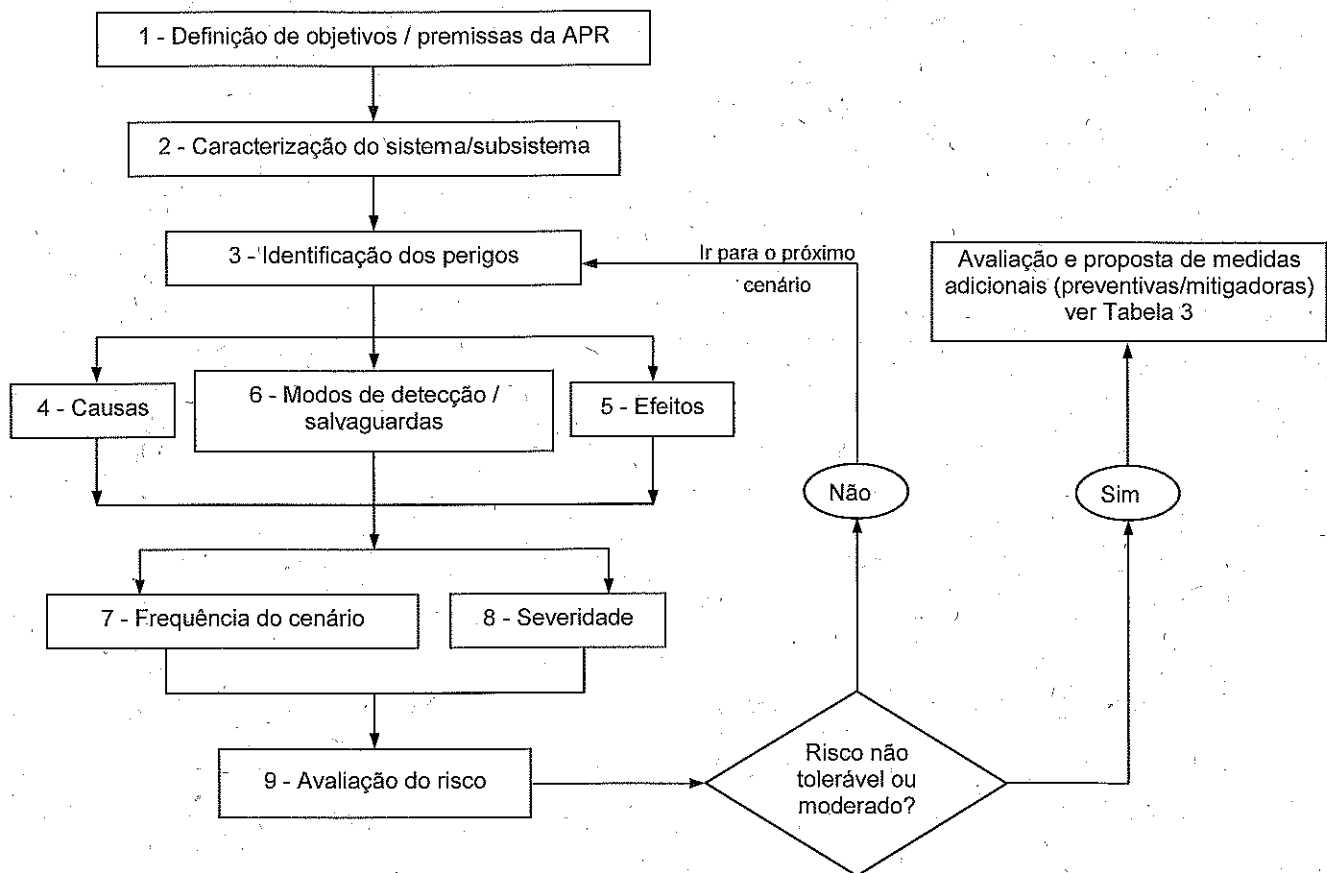 1 - Definição de objetivos / premissas da APR
2 - Caracterização do sistema/subsistema
3 - Identificação dos perigos
Ir para o próximo
cenário
Avaliação e proposta de medidas
adicionais (preventivas/mitigadoras)
ver Tabela 3
4 - Causas
6 - Modos de detecção /
salvaguardas
5 - Efeitos
Não
Sim
7 - Frequência do cenário
8 - Severidade
9 - Avaliação do risco
Risco não
tolerável ou
moderado?